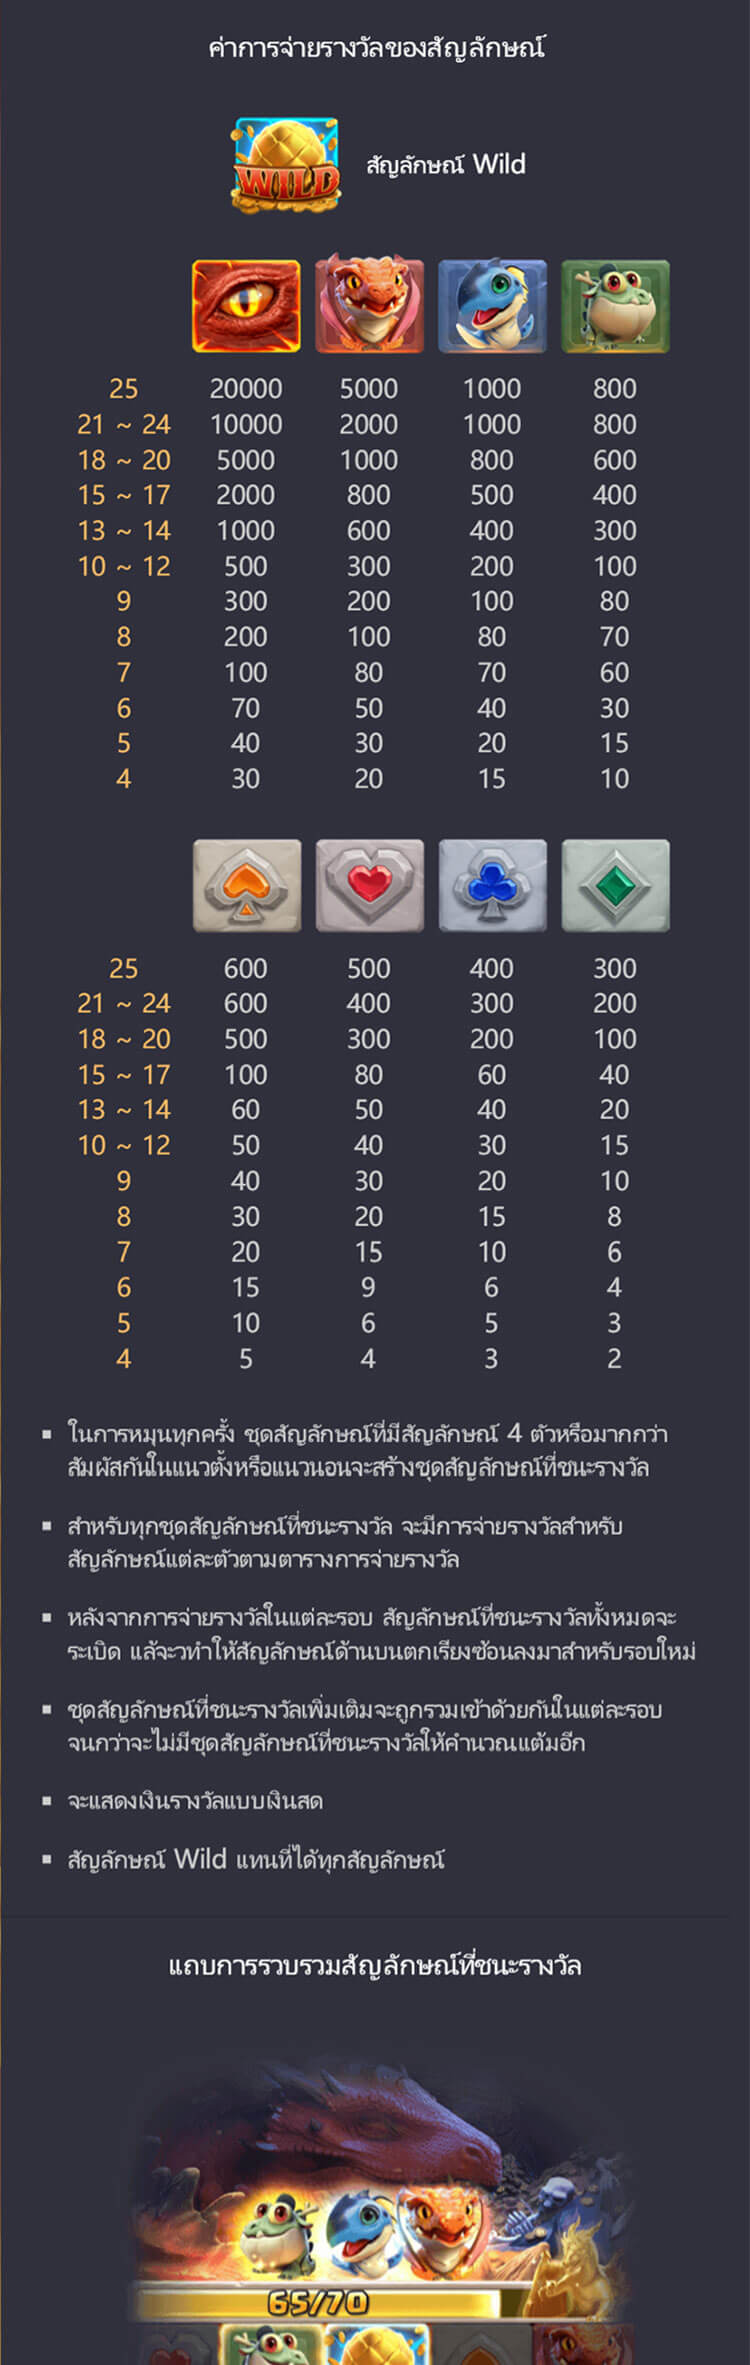 ค่าการจ่ายรางวัลของสัญลักษณ์
WILD
สัญลักษณ์ Wild
25 20000 5000 1000 800
21 ~ 24 10000 2000 1000 800
18 ~ 20 5000 1000 800 600
15 ~ 17 2000 800 500 400
13 ~ 14 1000 600 400 300
10 ~ 12 500 300 200 100
9 300 200 100 80
8 200 100 80 70
7 100 80 70 60
6 70 50 40 30
5 40 30 20 15
4 30 20 15 10
25 600 500 400 300
21 ~ 24 600 400 300 200
18 ~ 20 500 300 200 100
15 ~ 17 100 80 60 40
13 ~ 14 60 50 40 20
10 ~ 12 50 40 30 15
9 40 30 20 10
8 30 20 15 8
7 20 15 10 6
6 15 9 6 4
5 10 6 5 3
4 5 4 3 2
▪ ในการหมุนทุกครั้ง ชุดสัญลักษณ์ที่มีสัญลักษณ์ 4 ตัวหรือมากกว่า
สัมผัสกันในแนวตั้งหรือแนวนอนจะสร้างชุดสัญลักษณ์ที่ชนะรางวัล
▪ สำหรับทุกชุดสัญลักษณ์ที่ชนะรางวัล จะมีการจ่ายรางวัลสำหรับ
สัญลักษณ์แต่ละตัวตามตารางการจ่ายรางวัล
▪ หลังจากการจ่ายรางวัลในแต่ละรอบ สัญลักษณ์ที่ชนะรางวัลทั้งหมดจะ
ระเบิด แล้จะวทำให้สัญลักษณ์ด้านบนตกเรียงซ้อนลงมาสำหรับรอบใหม่
▪ ชุดสัญลักษณ์ที่ชนะรางวัลเพิ่มเติมจะถูกรวมเข้าด้วยกันในแต่ละรอบ
จนกว่าจะไม่มีชุดสัญลักษณ์ที่ชนะรางวัลให้คำนวณแต้มอีก
▪ จะแสดงเงินรางวัลแบบเงินสด
▪ สัญลักษณ์ Wild แทนที่ได้ทุกสัญลักษณ์
แถบการรวบรวมสัญลักษณ์ที่ชนะรางวัล
65/70